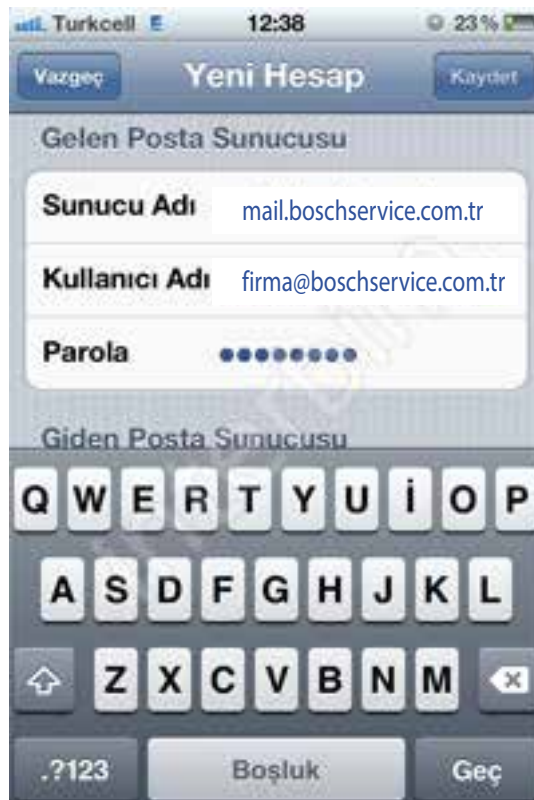 Turkcell E 12:38 23%
Vazgeç Yeni Hesap Kaydet
Gelen Posta Sunucusu
Sunucu Adı mail.boschservice.com.tr
Kullanıcı Adı firma@boschservice.com.tr
Parola ●●●●●●●●
Giden Posta Sunucusu
Q W E R T Y U İ O P
A S D F G H J K L
Z X C V B N M
.?123 Boşluk Geç